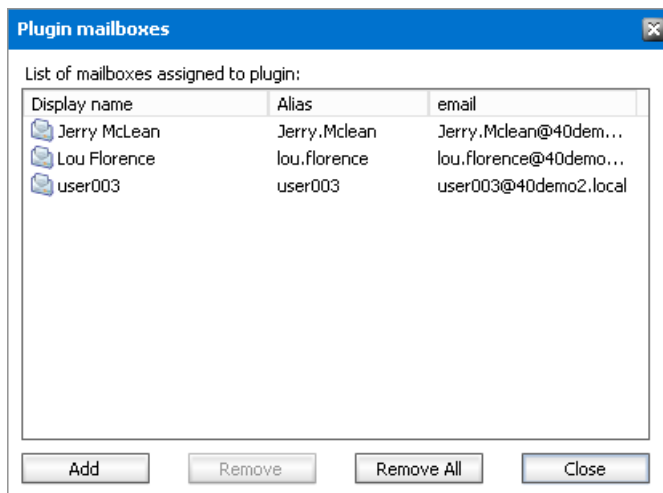 Plugin mailboxes
List of mailboxes assigned to plugin:
Display name Alias email
Jerry McLean Jerry.Mclean Jerry.Mclean@40dem...
Lou Florence lou.florence lou.florence@40demo...
user003 user003 user003@40demo2.local
Add Remove Remove All Close